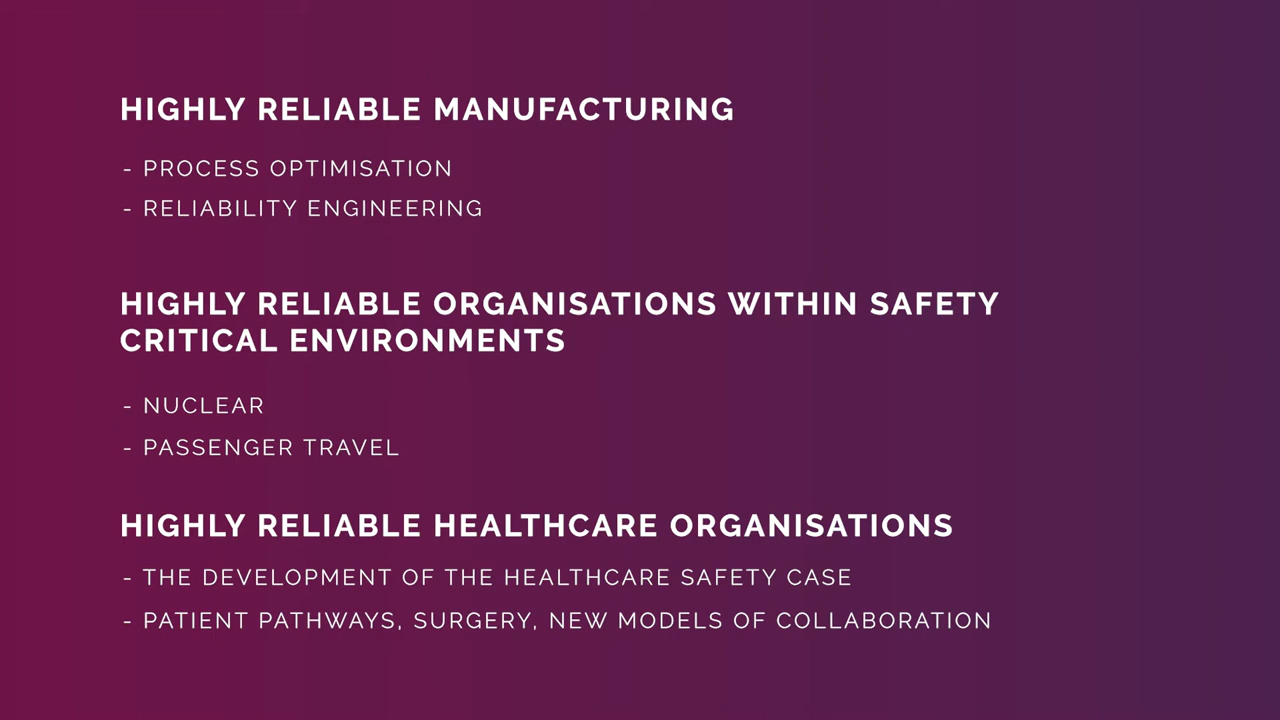 HIGHLY RELIABLE MANUFACTURING
- PROCESS OPTIMISATION
- RELIABILITY ENGINEERING
HIGHLY RELIABLE ORGANISATIONS WITHIN SAFETY
CRITICAL ENVIRONMENTS
- NUCLEAR
- PASSENGER TRAVEL
HIGHLY RELIABLE HEALTHCARE ORGANISATIONS
- THE DEVELOPMENT OF THE HEALTHCARE SAFETY CASE
- PATIENT PATHWAYS, SURGERY, NEW MODELS OF COLLABORATION